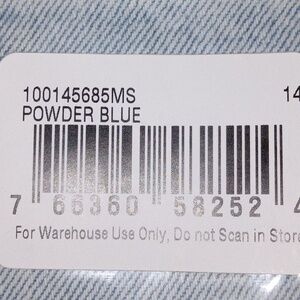 100145685MS 14
POWDER BLUE
7 66360 58252 4
For Warehouse Use Only, Do not Scan in Store